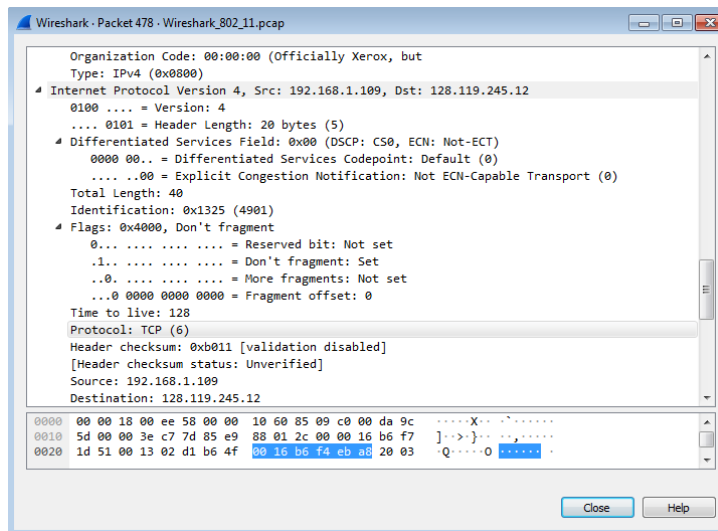 Wireshark · Packet 478 · Wireshark_802_11.pcap
Organization Code: 00:00:00 (Officially Xerox, but
Type: IPv4 (0x0800)
Internet Protocol Version 4, Src: 192.168.1.109, Dst: 128.119.245.12
0100 .... = Version: 4
.... 0101 = Header Length: 20 bytes (5)
Differentiated Services Field: 0x00 (DSCP: CS0, ECN: Not-ECT)
0000 00.. = Differentiated Services Codepoint: Default (0)
.... ..00 = Explicit Congestion Notification: Not ECN-Capable Transport (0)
Total Length: 40
Identification: 0x1325 (4901)
Flags: 0x4000, Don't fragment
0... .... .... .... = Reserved bit: Not set
.1.. .... .... .... = Don't fragment: Set
..0. .... .... .... = More fragments: Not set
...0 0000 0000 0000 = Fragment offset: 0
Time to live: 128
Protocol: TCP (6)
Header checksum: 0xb011 [validation disabled]
[Header checksum status: Unverified]
Source: 192.168.1.109
Destination: 128.119.245.12
0000 00 00 18 00 ee 58 00 00 10 60 85 09 c0 00 da 9c ·····X·· ·`······
0010 5d 00 00 3e c7 7d 85 e9 88 01 2c 00 00 16 b6 f7 ]··>·}·· ··,·····
0020 1d 51 00 13 02 d1 b6 4f 00 16 b6 f4 eb a8 20 03 ·Q·····O ······ ·
Close Help